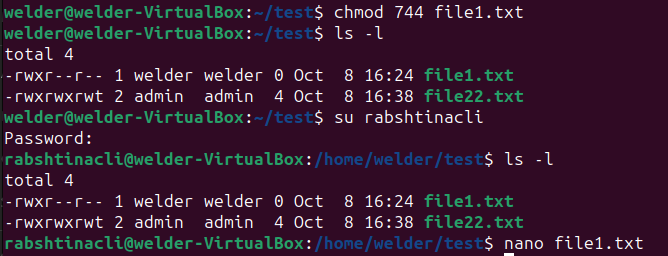 welder@welder-VirtualBox:~/test$ chmod 744 file1.txt
welder@welder-VirtualBox:~/test$ ls -l
total 4
-rwxr--r-- 1 welder welder 0 Oct  8 16:24 file1.txt
-rwxrwxrwt 2 admin  admin  4 Oct  8 16:38 file22.txt
welder@welder-VirtualBox:~/test$ su rabshtinacli
Password:
rabshtinacli@welder-VirtualBox:/home/welder/test$ ls -l
total 4
-rwxr--r-- 1 welder welder 0 Oct  8 16:24 file1.txt
-rwxrwxrwt 2 admin  admin  4 Oct  8 16:38 file22.txt
rabshtinacli@welder-VirtualBox:/home/welder/test$ nano file1.txt